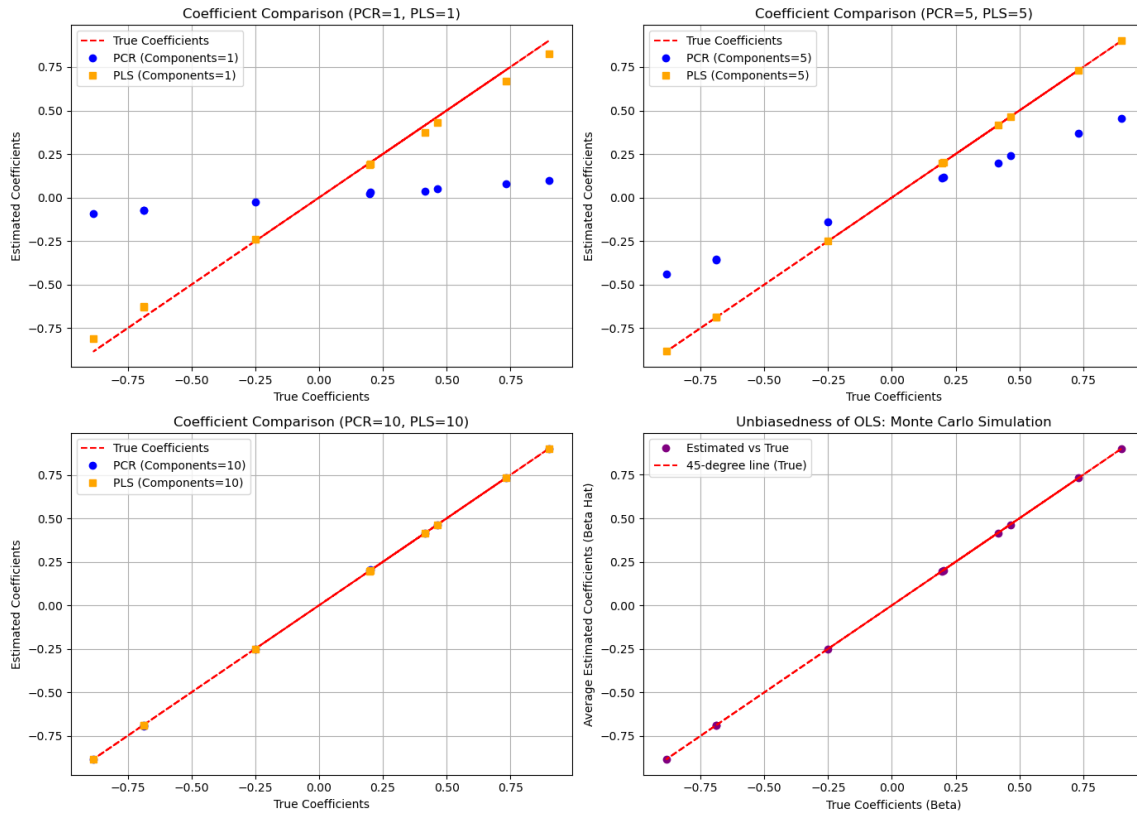 Coefficient Comparison (PCR=1, PLS=1)
True Coefficients
PCR (Components=1)
PLS (Components=1)
Estimated Coefficients
0.75
0.50
0.25
0.00
−0.25
−0.50
−0.75
−0.75
−0.50
−0.25
0.00
0.25
0.50
0.75
True Coefficients
Coefficient Comparison (PCR=5, PLS=5)
True Coefficients
PCR (Components=5)
PLS (Components=5)
Estimated Coefficients
0.75
0.50
0.25
0.00
−0.25
−0.50
−0.75
−0.75
−0.50
−0.25
0.00
0.25
0.50
0.75
True Coefficients
Coefficient Comparison (PCR=10, PLS=10)
True Coefficients
PCR (Components=10)
PLS (Components=10)
Estimated Coefficients
0.75
0.50
0.25
0.00
−0.25
−0.50
−0.75
−0.75
−0.50
−0.25
0.00
0.25
0.50
0.75
True Coefficients
Unbiasedness of OLS: Monte Carlo Simulation
Estimated vs True
45-degree line (True)
Average Estimated Coefficients (Beta Hat)
0.75
0.50
0.25
0.00
−0.25
−0.50
−0.75
−0.75
−0.50
−0.25
0.00
0.25
0.50
0.75
True Coefficients (Beta)